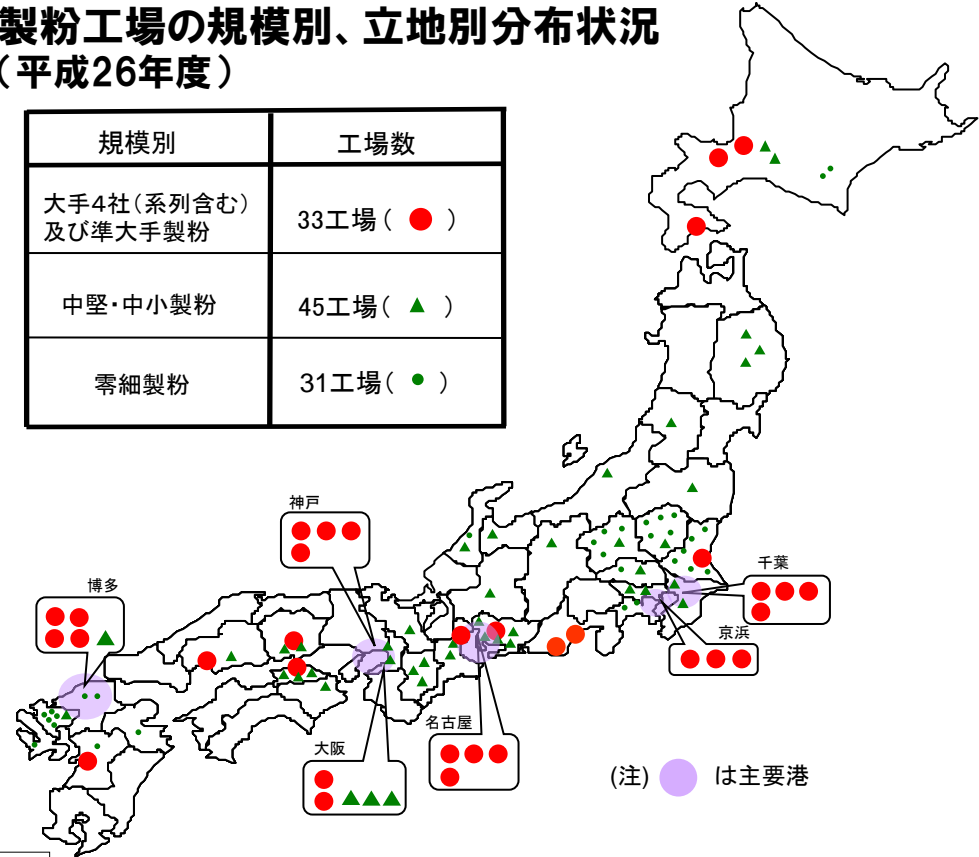 製粉工場の規模別、立地別分布状況
（平成26年度）
規模別
工場数
大手4社（系列含む）
及び準大手製粉
33工場（ ● ）
中堅・中小製粉
45工場（ ▲ ）
零細製粉
31工場（ ● ）
神戸
博多
千葉
京浜
名古屋
大阪
(注) は主要港